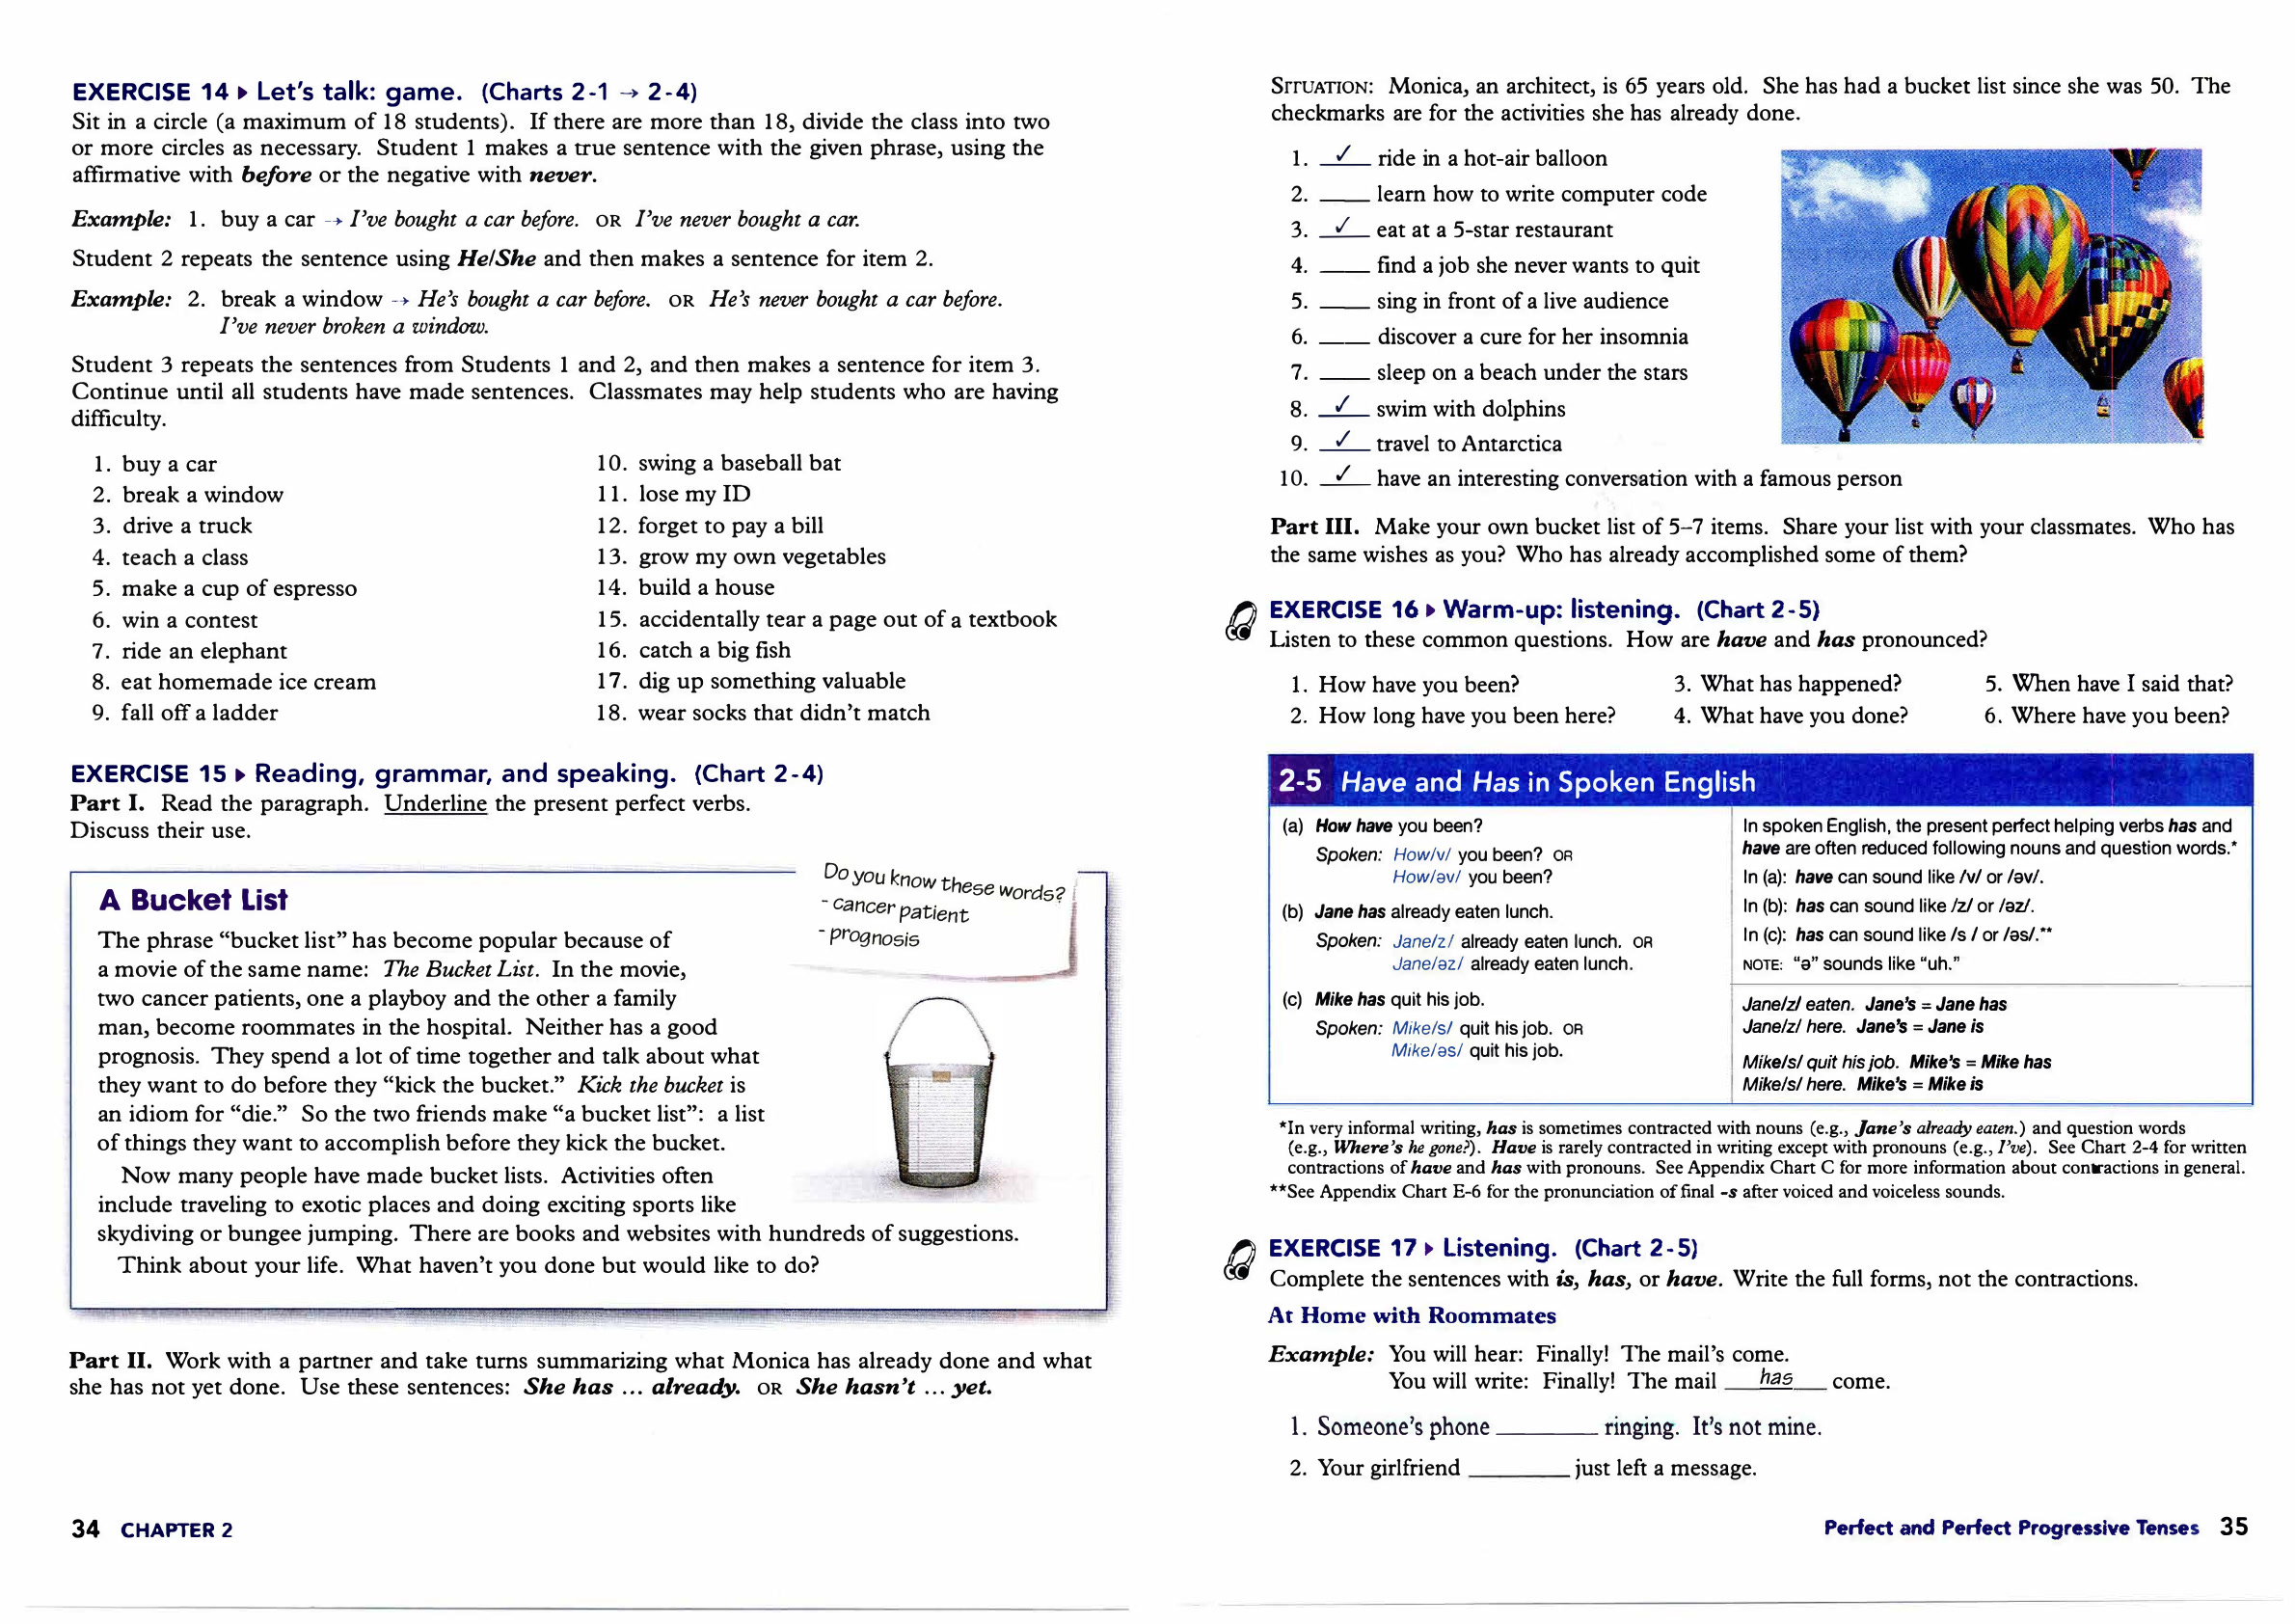 EXERCISE 14 ▸ Let's talk: game. (Charts 2-1 → 2-4)
Sit in a circle (a maximum of 18 students). If there are more than 18, divide the class into two
or more circles as necessary. Student 1 makes a true sentence with the given phrase, using the
affirmative with before or the negative with never.
Example: 1. buy a car → I've bought a car before. OR I've never bought a car.
Student 2 repeats the sentence using He/She and then makes a sentence for item 2.
Example: 2. break a window → He's bought a car before. OR He's never bought a car before.
I've never broken a window.
Student 3 repeats the sentences from Students 1 and 2, and then makes a sentence for item 3.
Continue until all students have made sentences. Classmates may help students who are having
difficulty.
1. buy a car
2. break a window
3. drive a truck
4. teach a class
5. make a cup of espresso
6. win a contest
7. ride an elephant
8. eat homemade ice cream
9. fall off a ladder
10. swing a baseball bat
11. lose my ID
12. forget to pay a bill
13. grow my own vegetables
14. build a house
15. accidentally tear a page out of a textbook
16. catch a big fish
17. dig up something valuable
18. wear socks that didn't match
EXERCISE 15 ▸ Reading, grammar, and speaking. (Chart 2-4)
Part I. Read the paragraph. Underline the present perfect verbs.
Discuss their use.
Do you know these words?
- cancer patient
- prognosis
A Bucket List
The phrase “bucket list” has become popular because of
a movie of the same name: The Bucket List. In the movie,
two cancer patients, one a playboy and the other a family
man, become roommates in the hospital. Neither has a good
prognosis. They spend a lot of time together and talk about what
they want to do before they “kick the bucket.” Kick the bucket is
an idiom for “die.” So the two friends make “a bucket list”: a list
of things they want to accomplish before they kick the bucket.
Now many people have made bucket lists. Activities often
include traveling to exotic places and doing exciting sports like
skydiving or bungee jumping. There are books and websites with hundreds of suggestions.
Think about your life. What haven't you done but would like to do?
Part II. Work with a partner and take turns summarizing what Monica has already done and what
she has not yet done. Use these sentences: She has ... already. OR She hasn't ... yet.
34 CHAPTER 2
SITUATION: Monica, an architect, is 65 years old. She has had a bucket list since she was 50. The
checkmarks are for the activities she has already done.
1. ✓ ride in a hot-air balloon
2. ____ learn how to write computer code
3. ✓ eat at a 5-star restaurant
4. ____ find a job she never wants to quit
5. ____ sing in front of a live audience
6. ____ discover a cure for her insomnia
7. ____ sleep on a beach under the stars
8. ✓ swim with dolphins
9. ✓ travel to Antarctica
10. ✓ have an interesting conversation with a famous person
Part III. Make your own bucket list of 5–7 items. Share your list with your classmates. Who has
the same wishes as you? Who has already accomplished some of them?
EXERCISE 16 ▸ Warm-up: listening. (Chart 2-5)
Listen to these common questions. How are have and has pronounced?
1. How have you been?
2. How long have you been here?
3. What has happened?
4. What have you done?
5. When have I said that?
6. Where have you been?
2-5 Have and Has in Spoken English
(a) How have you been?
Spoken: How/v/ you been? OR
How/əv/ you been?
(b) Jane has already eaten lunch.
Spoken: Jane/z/ already eaten lunch. OR
Jane/əz/ already eaten lunch.
(c) Mike has quit his job.
Spoken: Mike/s/ quit his job. OR
Mike/əs/ quit his job.
In spoken English, the present perfect helping verbs has and
have are often reduced following nouns and question words.*
In (a): have can sound like /v/ or /əv/.
In (b): has can sound like /z/ or /əz/.
In (c): has can sound like /s / or /əs/.**
NOTE: “ə” sounds like “uh.”
Jane/z/ eaten. Jane's = Jane has
Jane/z/ here. Jane's = Jane is
Mike/s/ quit his job. Mike's = Mike has
Mike/s/ here. Mike's = Mike is
*In very informal writing, has is sometimes contracted with nouns (e.g., Jane's already eaten.) and question words
(e.g., Where's he gone?). Have is rarely contracted in writing except with pronouns (e.g., I've). See Chart 2-4 for written
contractions of have and has with pronouns. See Appendix Chart C for more information about contractions in general.
**See Appendix Chart E-6 for the pronunciation of final -s after voiced and voiceless sounds.
EXERCISE 17 ▸ Listening. (Chart 2-5)
Complete the sentences with is, has, or have. Write the full forms, not the contractions.
At Home with Roommates
Example: You will hear: Finally! The mail's come.
You will write: Finally! The mail has come.
1. Someone's phone ________ ringing. It's not mine.
2. Your girlfriend ________ just left a message.
Perfect and Perfect Progressive Tenses 35